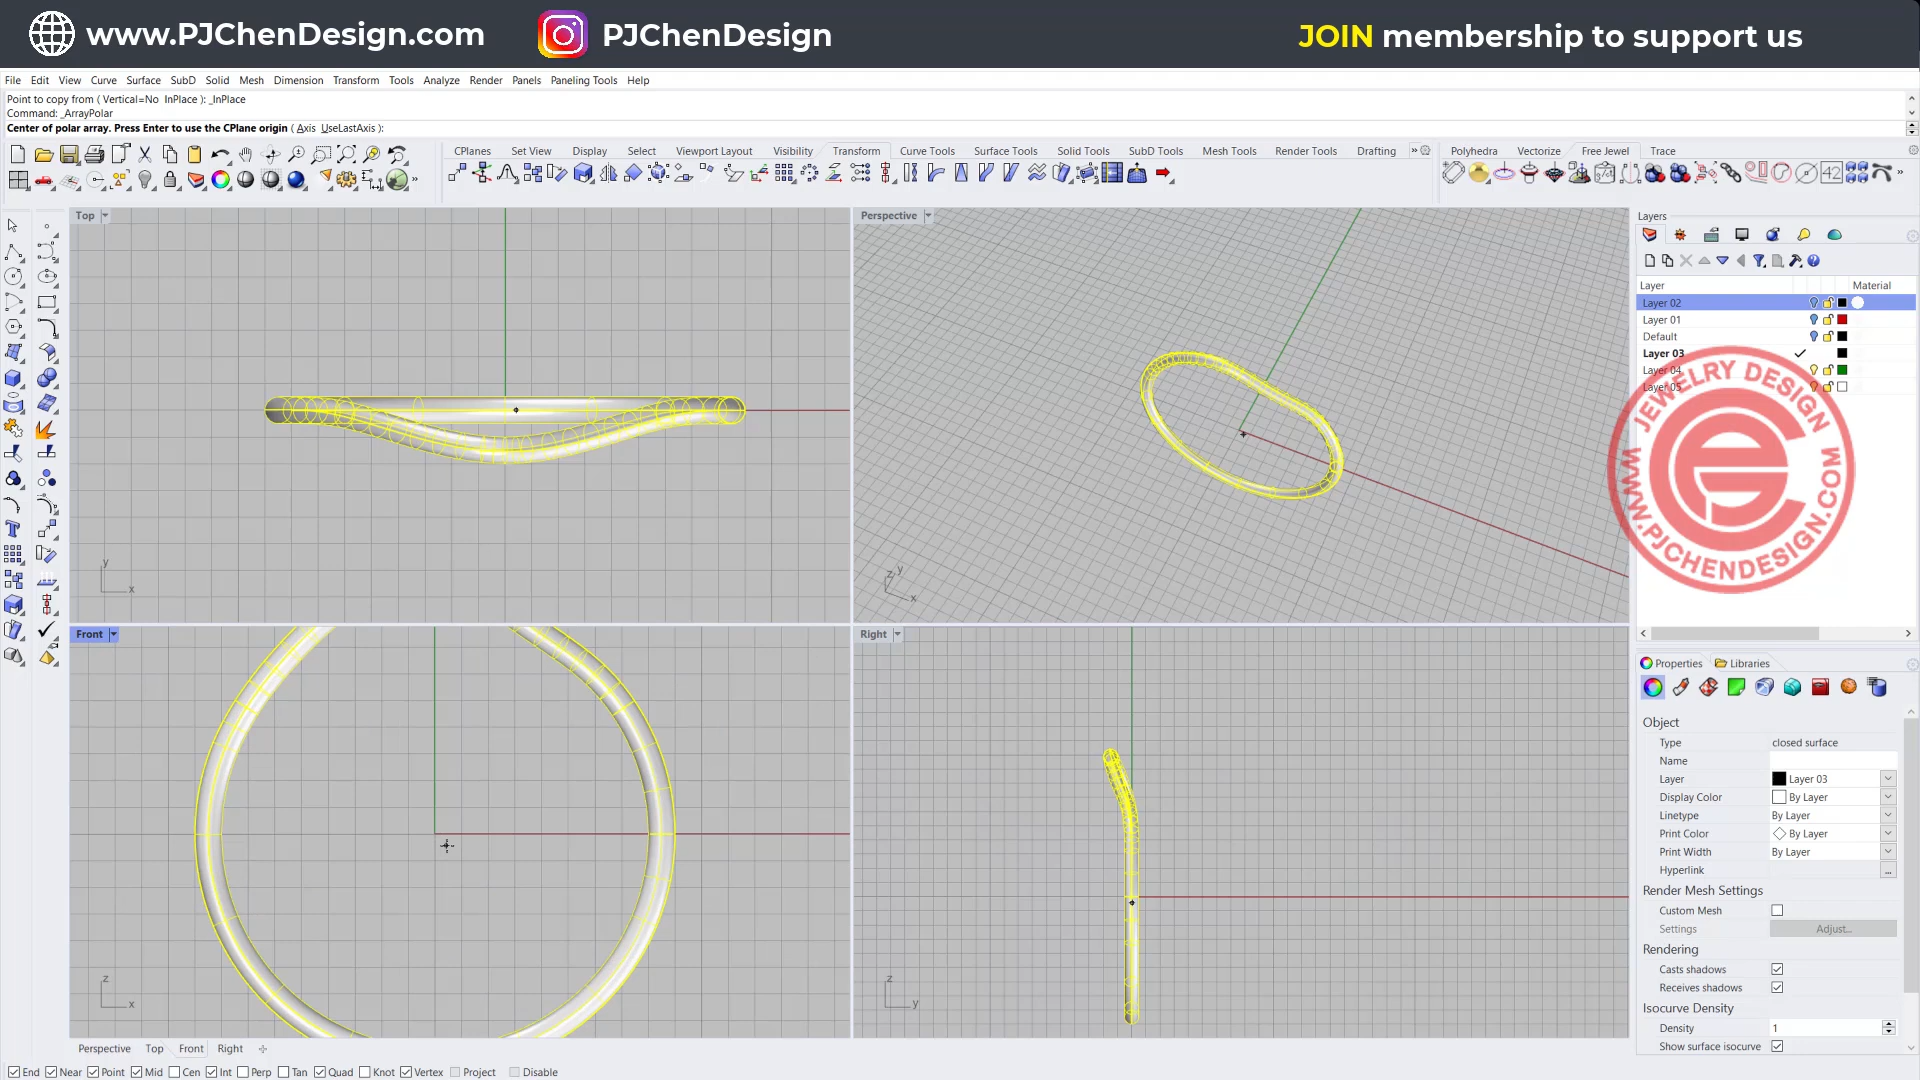 www.PJChenDesign.com PJChenDesign JOIN membership to support us
File Edit View Curve Surface SubD Solid Mesh Dimension Transform Tools Analyze Render Panels Paneling Tools Help
Point to copy from ( Vertical=No InPlace ): _InPlace
Command: _ArrayPolar
Center of polar array. Press Enter to use the CPlane origin ( Axis UseLastAxis ):
CPlanes Set View Display Select Viewport Layout Visibility Transform Curve Tools Surface Tools Solid Tools SubD Tools Mesh Tools Render Tools Drafting » Polyhedra Vectorize Free Jewel Trace
42
Top Perspective Layers
Layer Material
Layer 02
Layer 01
Default
Layer 03
Layer 04
Layer 05
JEWELRY DESIGN
WWW.PJCHENDESIGN.COM
y
x
z y
x
Front Right
Properties Libraries
Object
Type closed surface
Name
Layer Layer 03
Display Color By Layer
Linetype By Layer
Print Color By Layer
Print Width By Layer
Hyperlink ...
Render Mesh Settings
Custom Mesh
Settings Adjust...
Rendering
Casts shadows
Receives shadows
Isocurve Density
Density 1
Show surface isocurve
z
x
z
y
Perspective Top Front Right
End Near Point Mid Cen Int Perp Tan Quad Knot Vertex Project Disable